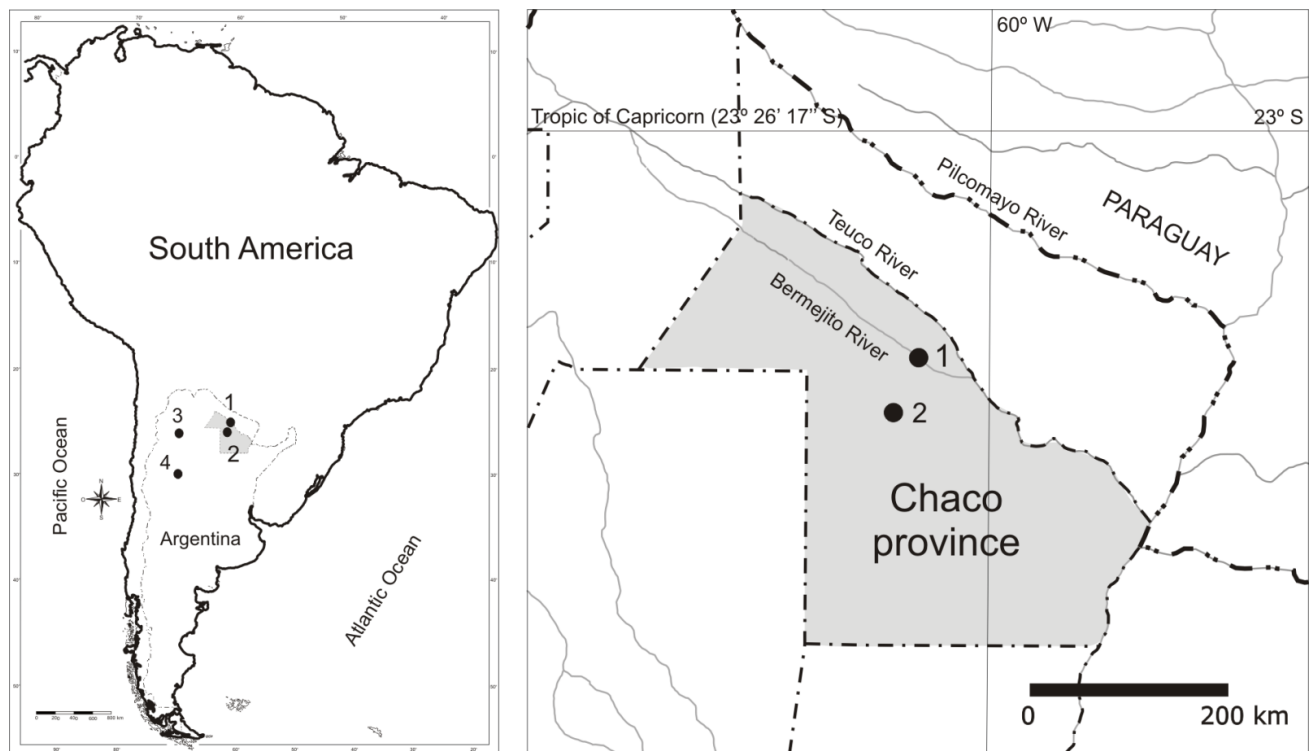 South America
Pacific Ocean
1
3
2
4
N
O
E
S
Argentina
Atlantic Ocean
60º W
Tropic of Capricorn (23º 26’ 17” S)
23º S
Pilcomayo River
PARAGUAY
Teuco River
Bermejito River
1
2
Chaco
province
0
200 km